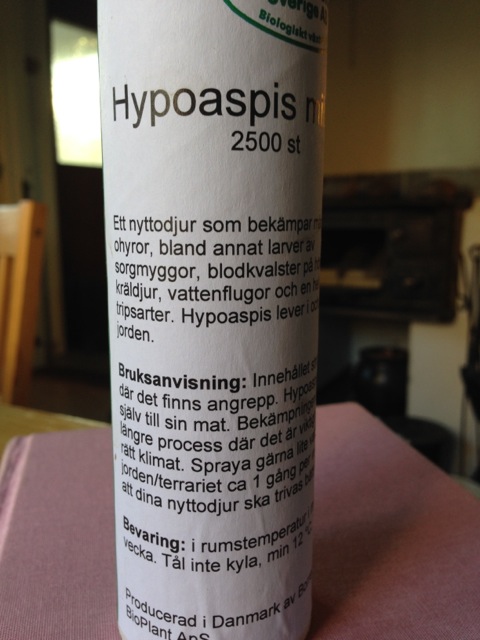 Sverige A
Biologiskt
Hypoaspis
2500 st
Ett nyttodjur som bekämpar
ohyror, bland annat larver av
sorgmyggor, blodkvalster på
kräldjur, vattenflugor och en
tripsarter. Hypoaspis lever i
jorden.
Bruksanvisning: Innehållet
där det finns angrepp.
själv till sin mat.
längre process där det är
rätt klimat. Spraya gärna lite
jorden/terrariet ca 1 gång per
att dina nyttodjur ska trivas
Bevaring: i rumstemperatur
vecka. Tål inte kyla, min 12
Producerad i Danmark av
BioPlant ApS